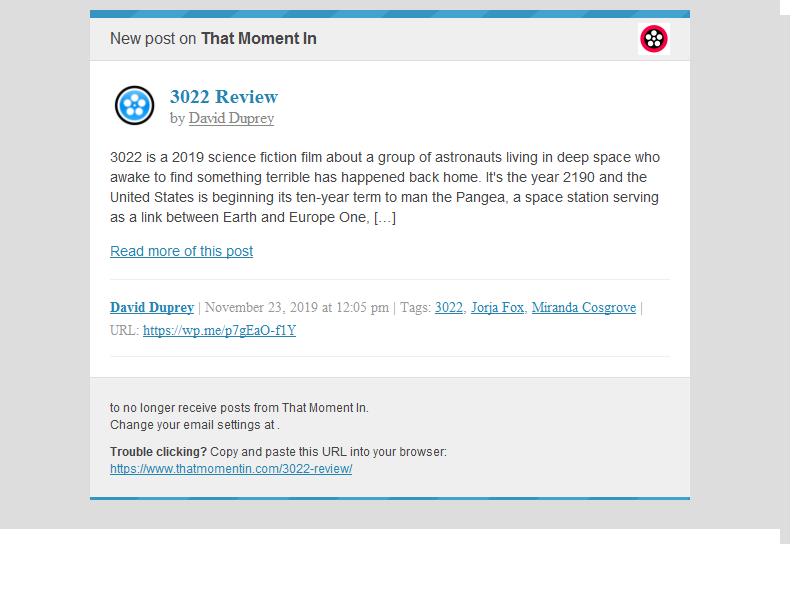 New post on That Moment In
3022 Review
by David Duprey
3022 is a 2019 science fiction film about a group of astronauts living in deep space who
awake to find something terrible has happened back home. It's the year 2190 and the
United States is beginning its ten-year term to man the Pangea, a space station serving
as a link between Earth and Europe One, […]
Read more of this post
David Duprey | November 23, 2019 at 12:05 pm | Tags: 3022, Jorja Fox, Miranda Cosgrove |
URL: https://wp.me/p7gEaO-f1Y
to no longer receive posts from That Moment In.
Change your email settings at .
Trouble clicking? Copy and paste this URL into your browser:
https://www.thatmomentin.com/3022-review/